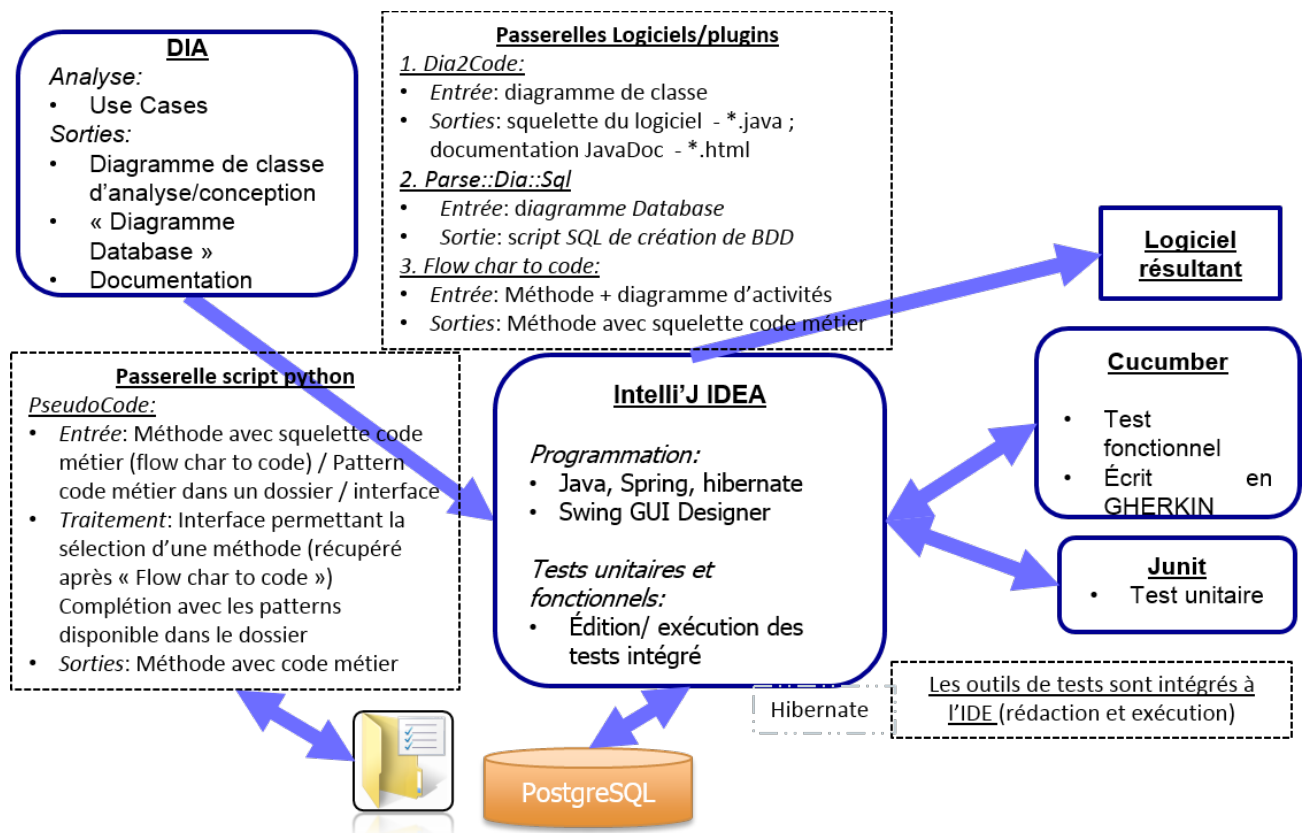 DIA
Analyse:
• Use Cases
Sorties:
• Diagramme de classe
d'analyse/conception
• « Diagramme
Database »
• Documentation
Passerelles Logiciels/plugins
1. Dia2Code:
• Entrée: diagramme de classe
• Sorties: squelette du logiciel - *.java ;
documentation JavaDoc - *.html
2. Parse::Dia::Sql
• Entrée: diagramme Database
• Sortie: script SQL de création de BDD
3. Flow char to code:
• Entrée: Méthode + diagramme d'activités
• Sorties: Méthode avec squelette code métier
Logiciel
résultant
Passerelle script python
PseudoCode:
• Entrée: Méthode avec squelette code
métier (flow char to code) / Pattern
code métier dans un dossier / interface
• Traitement: Interface permettant la
sélection d'une méthode (récupéré
après « Flow char to code »)
Complétion avec les patterns
disponible dans le dossier
• Sorties: Méthode avec code métier
Intelli'J IDEA
Programmation:
• Java, Spring, hibernate
• Swing GUI Designer
Tests unitaires et
fonctionnels:
• Édition/ exécution des
tests intégré
Cucumber
• Test
fonctionnel
• Écrit en
GHERKIN
Junit
• Test unitaire
Les outils de tests sont intégrés à
l'IDE (rédaction et exécution)
Hibernate
PostgreSQL